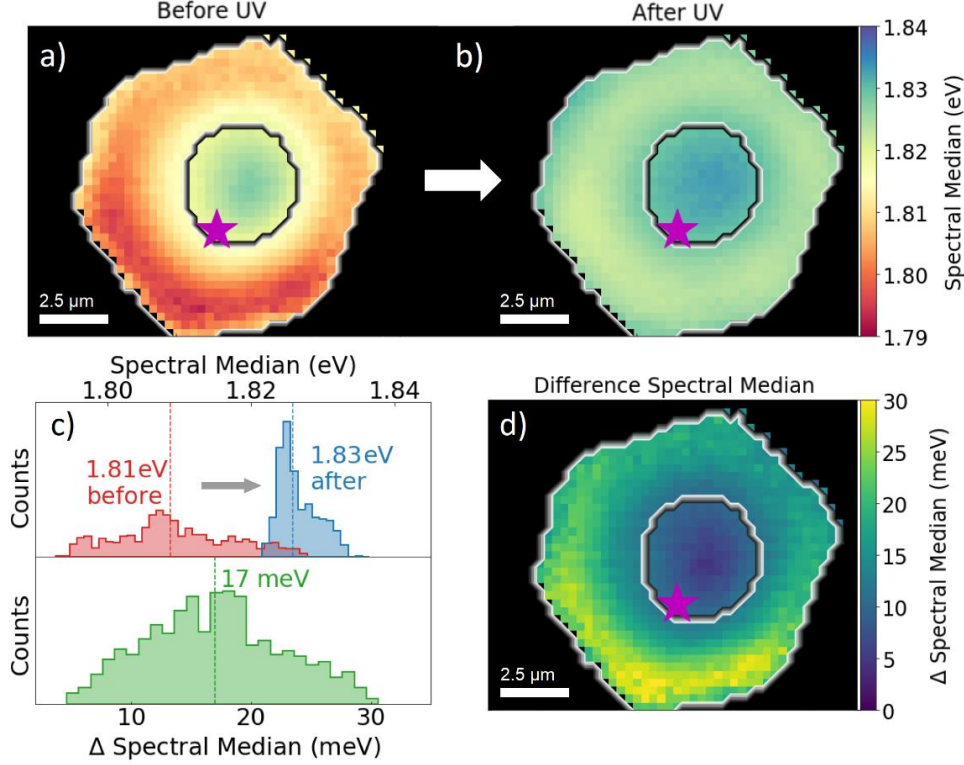 Before UV
After UV
a)
b)
2.5 µm
2.5 µm
1.84
1.83
1.82
1.81
1.80
1.79
Spectral Median (eV)
Spectral Median (eV)
1.80 1.82 1.84
c)
1.81eV
before
1.83eV
after
Counts
17 meV
Counts
10 20 30
Δ Spectral Median (meV)
Difference Spectral Median
d)
2.5 µm
30
25
20
15
10
5
0
Δ Spectral Median (meV)